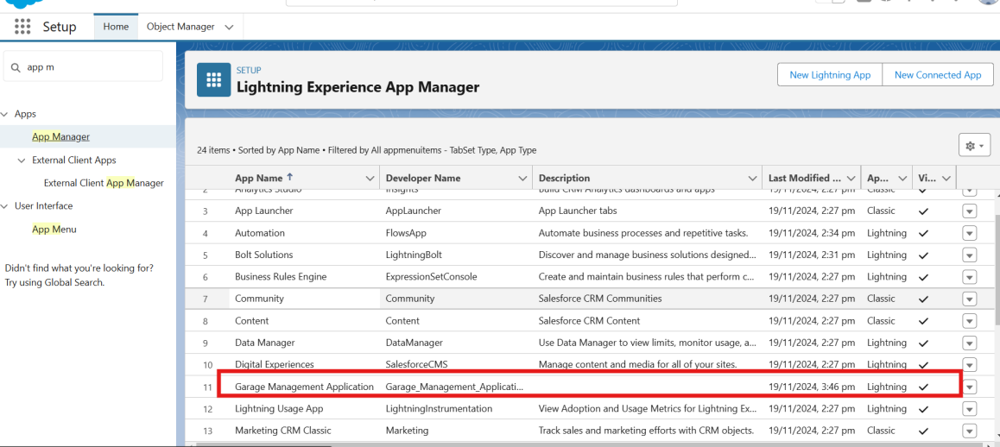 Setup Home Object Manager
app m
SETUP
Lightning Experience App Manager
New Lightning App New Connected App
Apps
App Manager
External Client Apps
External Client App Manager
User Interface
App Menu
Didn't find what you're looking for?
Try using Global Search.
24 items • Sorted by App Name • Filtered by All appmenuitems - TabSet Type, App Type
App Name ↑ Developer Name Description Last Modified ... Ap... Vi...
2 Analytics Studio Insights Build CRM Analytics dashboards and apps 19/11/2024, 2:27 pm Classic
3 App Launcher AppLauncher App Launcher tabs 19/11/2024, 2:27 pm Classic
4 Automation FlowsApp Automate business processes and repetitive tasks. 19/11/2024, 2:34 pm Lightning
5 Bolt Solutions LightningBolt Discover and manage business solutions designed... 19/11/2024, 2:31 pm Lightning
6 Business Rules Engine ExpressionSetConsole Create and maintain business rules that perform c... 19/11/2024, 2:27 pm Lightning
7 Community Community Salesforce CRM Communities 19/11/2024, 2:27 pm Classic
8 Content Content Salesforce CRM Content 19/11/2024, 2:27 pm Classic
9 Data Manager DataManager Use Data Manager to view limits, monitor usage, a... 19/11/2024, 2:27 pm Lightning
10 Digital Experiences SalesforceCMS Manage content and media for all of your sites. 19/11/2024, 2:27 pm Lightning
11 Garage Management Application Garage_Management_Applicati... 19/11/2024, 3:46 pm Lightning
12 Lightning Usage App LightningInstrumentation View Adoption and Usage Metrics for Lightning Ex... 19/11/2024, 2:27 pm Lightning
13 Marketing CRM Classic Marketing Track sales and marketing efforts with CRM objects. 19/11/2024, 2:27 pm Classic